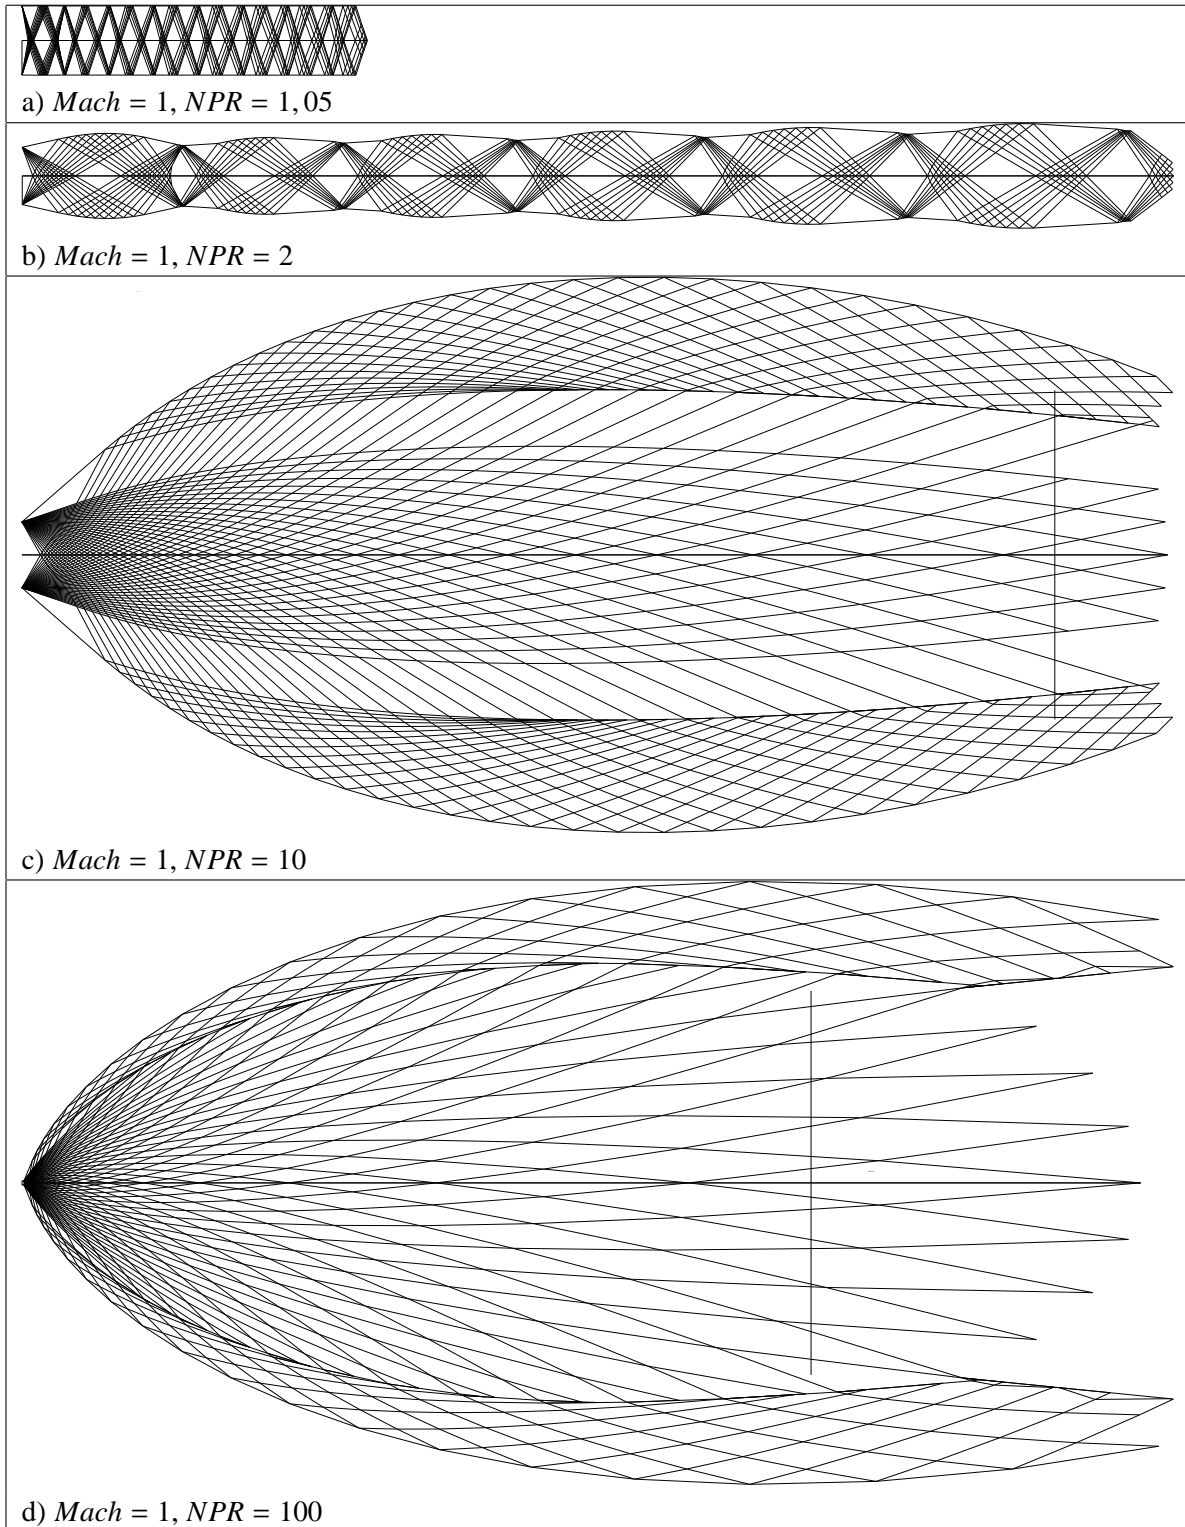 a) Mach = 1, NPR = 1, 05
b) Mach = 1, NPR = 2
c) Mach = 1, NPR = 10
d) Mach = 1, NPR = 100